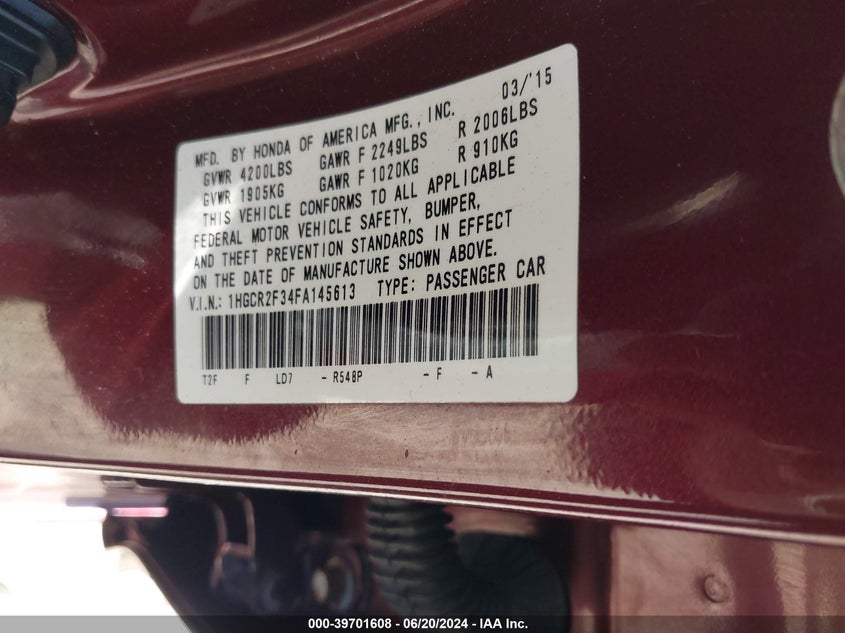 03/'15
MFD. BY HONDA OF AMERICA MFG., INC.
GVWR 4200LBS GAWR F 2249LBS R 2006LBS
GVWR 1905KG GAWR F 1020KG R 910KG
THIS VEHICLE CONFORMS TO ALL APPLICABLE
FEDERAL MOTOR VEHICLE SAFETY, BUMPER,
AND THEFT PREVENTION STANDARDS IN EFFECT
ON THE DATE OF MANUFACTURE SHOWN ABOVE.
V.I.N.: 1HGCR2F34FA145613 TYPE: PASSENGER CAR
T2F F LD7 - R548P - F - A
000-39701608 - 06/20/2024 - IAA Inc.